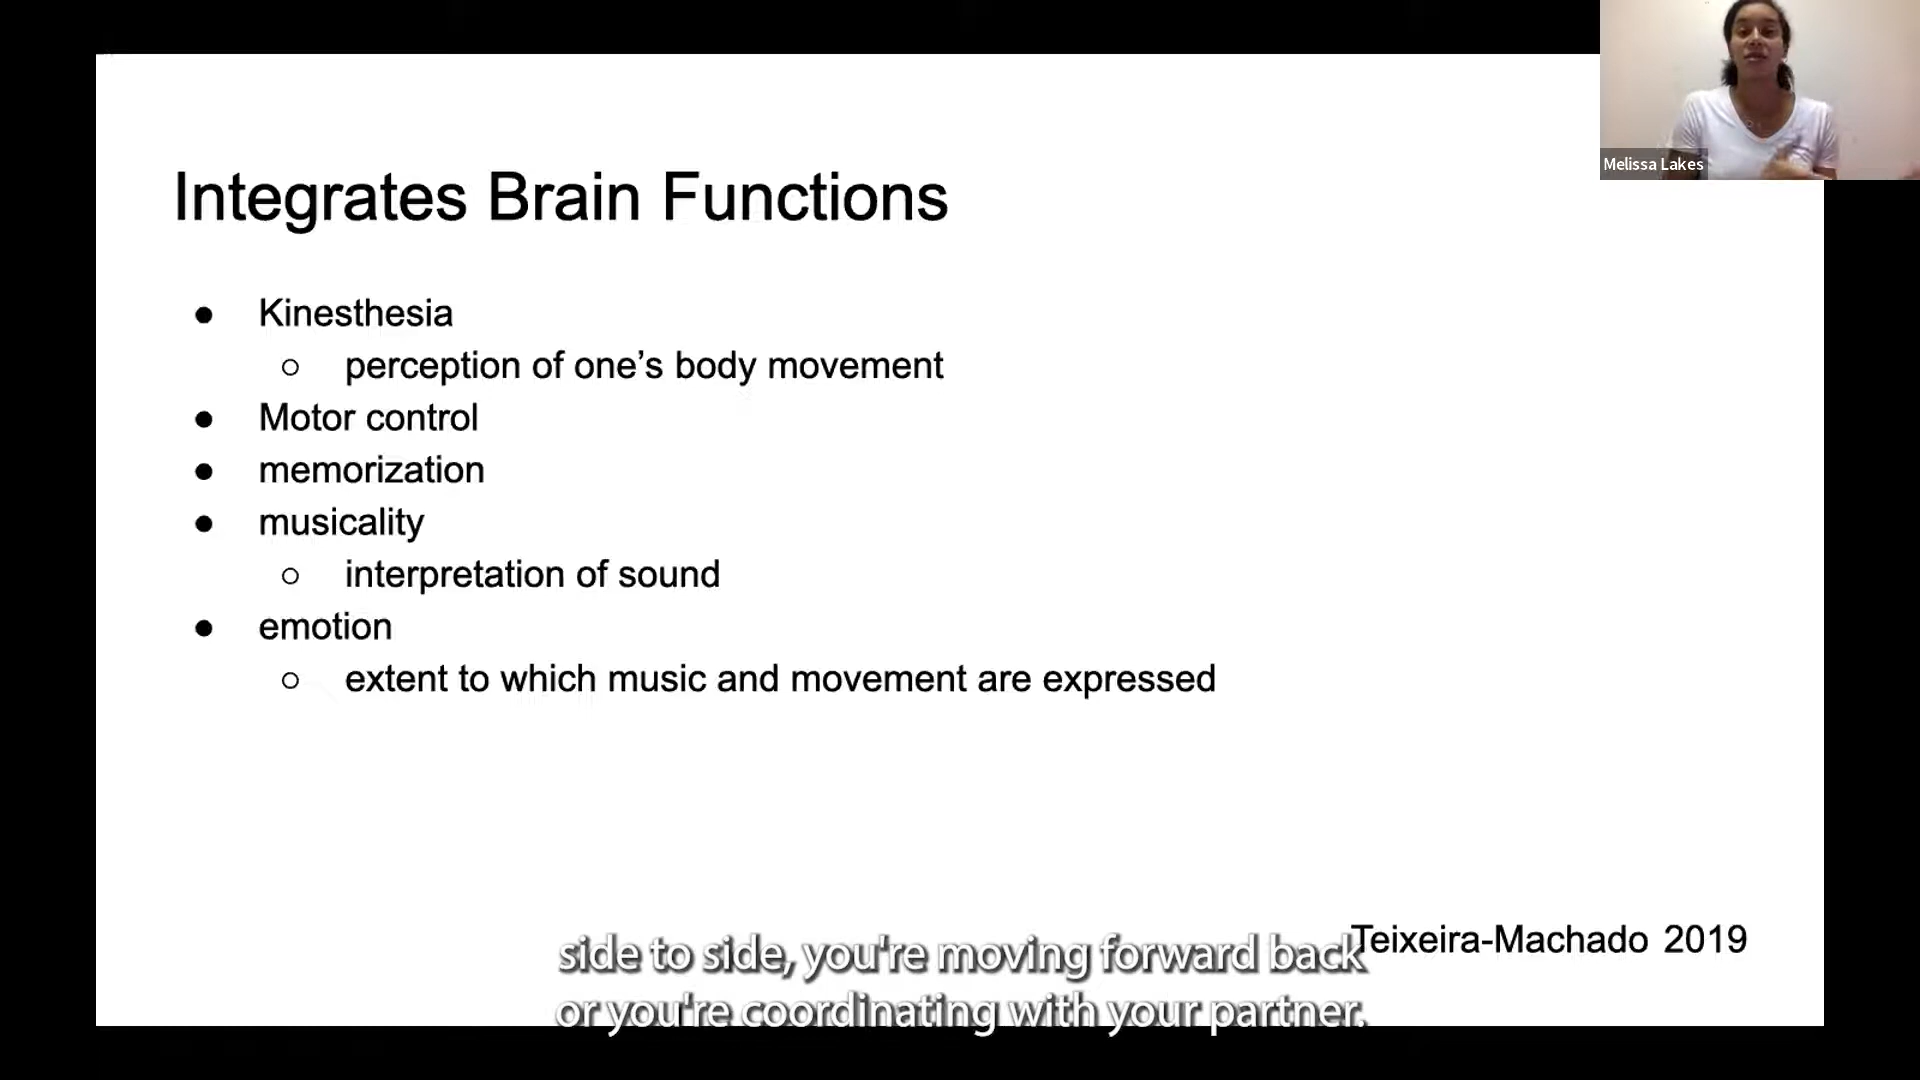 Melissa Lakes
Integrates Brain Functions
● Kinesthesia
○ perception of one’s body movement
● Motor control
● memorization
● musicality
○ interpretation of sound
● emotion
○ extent to which music and movement are expressed
Teixeira-Machado 2019
side to side, you're moving forward back
or you're coordinating with your partner.